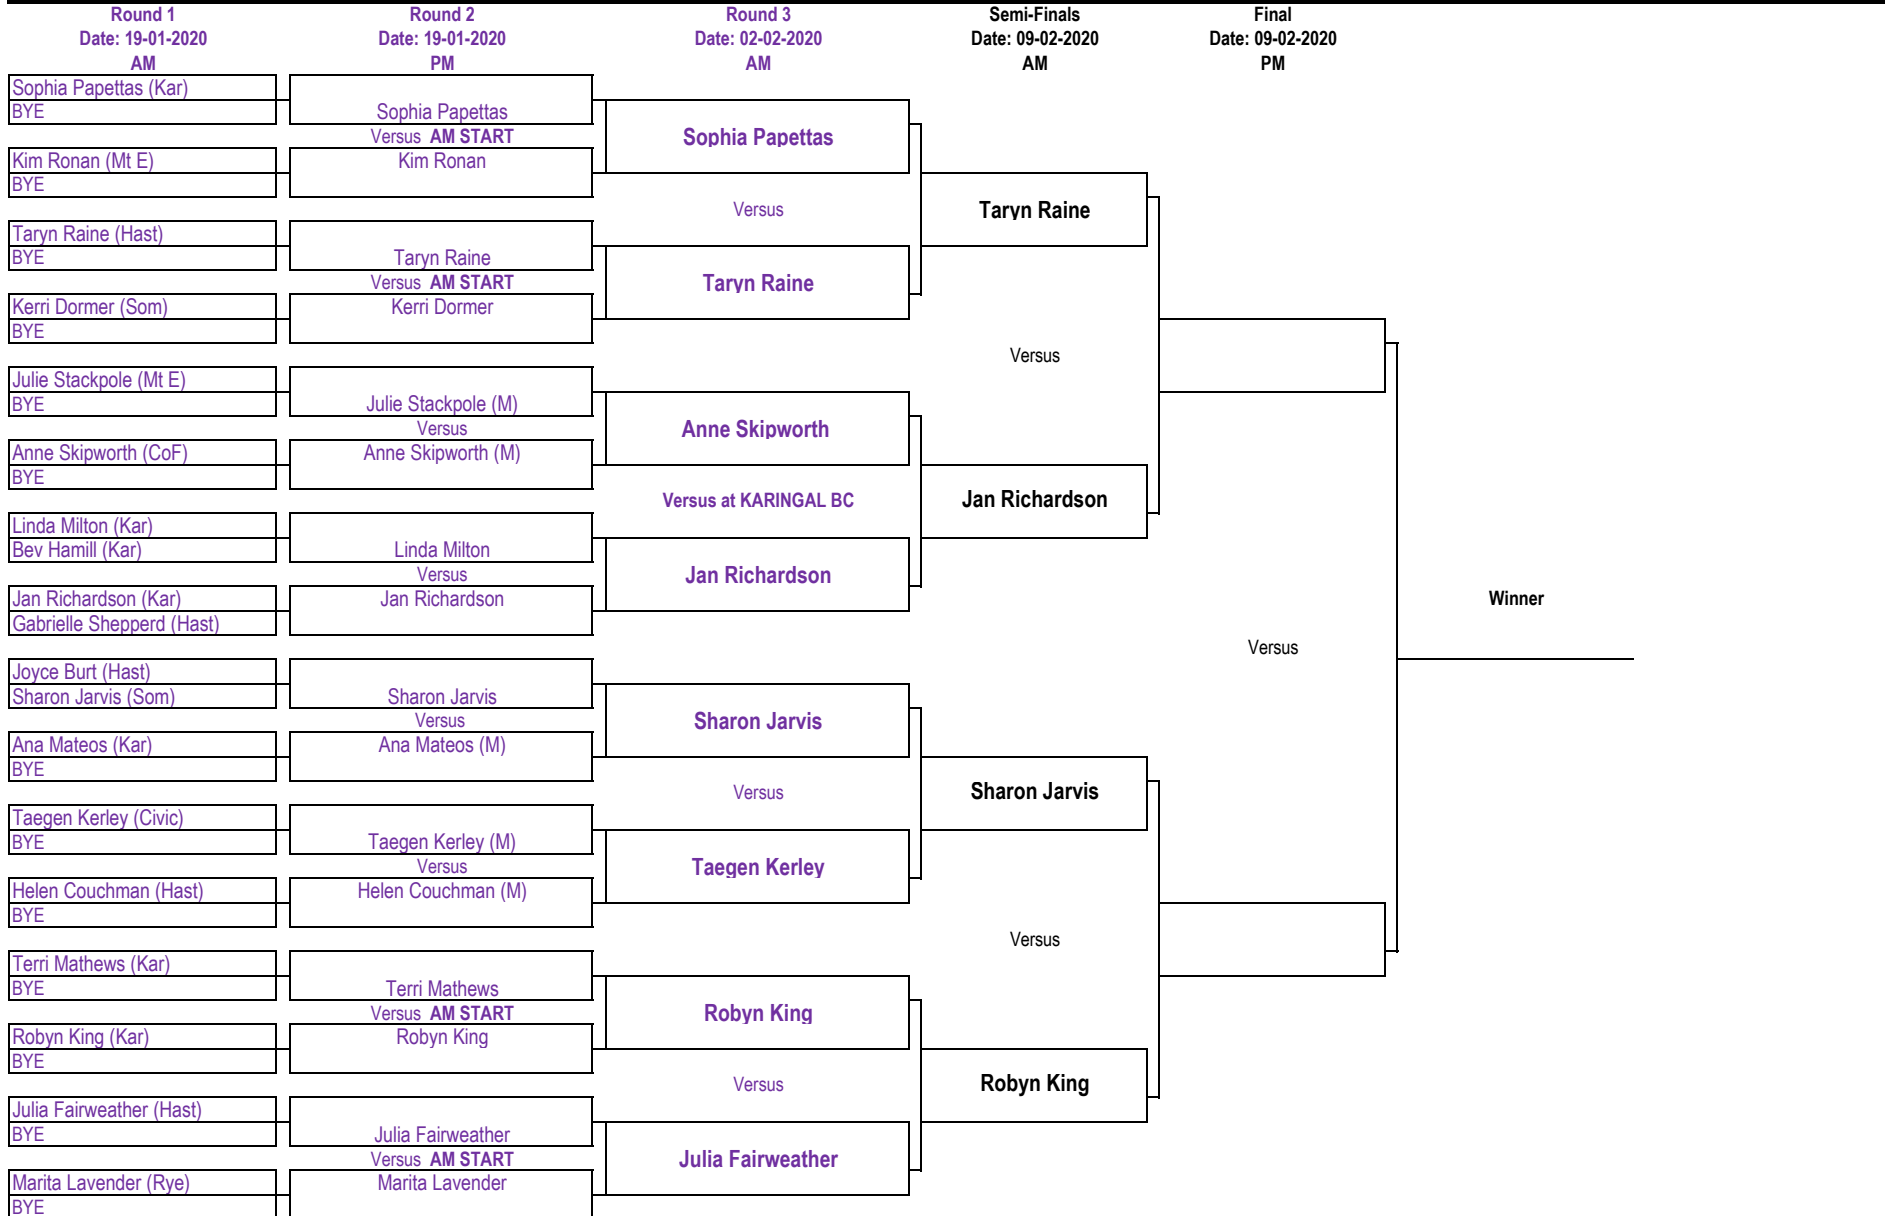 Round 1
Date: 19-01-2020
AM
Round 2
Date: 19-01-2020
PM
Round 3
Date: 02-02-2020
AM
Semi-Finals
Date: 09-02-2020
AM
Final
Date: 09-02-2020
PM
Sophia Papettas (Kar)
BYE
Kim Ronan (Mt E)
BYE
Taryn Raine (Hast)
BYE
Kerri Dormer (Som)
BYE
Julie Stackpole (Mt E)
BYE
Anne Skipworth (CoF)
BYE
Linda Milton (Kar)
Bev Hamill (Kar)
Jan Richardson (Kar)
Gabrielle Shepperd (Hast)
Joyce Burt (Hast)
Sharon Jarvis (Som)
Ana Mateos (Kar)
BYE
Taegen Kerley (Civic)
BYE
Helen Couchman (Hast)
BYE
Terri Mathews (Kar)
BYE
Robyn King (Kar)
BYE
Julia Fairweather (Hast)
BYE
Marita Lavender (Rye)
BYE
Sophia Papettas
Versus AM START
Kim Ronan
Taryn Raine
Versus AM START
Kerri Dormer
Julie Stackpole (M)
Versus
Anne Skipworth (M)
Linda Milton
Versus
Jan Richardson
Sharon Jarvis
Versus
Ana Mateos (M)
Taegen Kerley (M)
Versus
Helen Couchman (M)
Terri Mathews
Versus AM START
Robyn King
Julia Fairweather
Versus AM START
Marita Lavender
Sophia Papettas
Versus
Taryn Raine
Anne Skipworth
Versus at KARINGAL BC
Jan Richardson
Sharon Jarvis
Versus
Taegen Kerley
Robyn King
Versus
Julia Fairweather
Taryn Raine
Versus
Jan Richardson
Sharon Jarvis
Versus
Robyn King
Versus
Winner